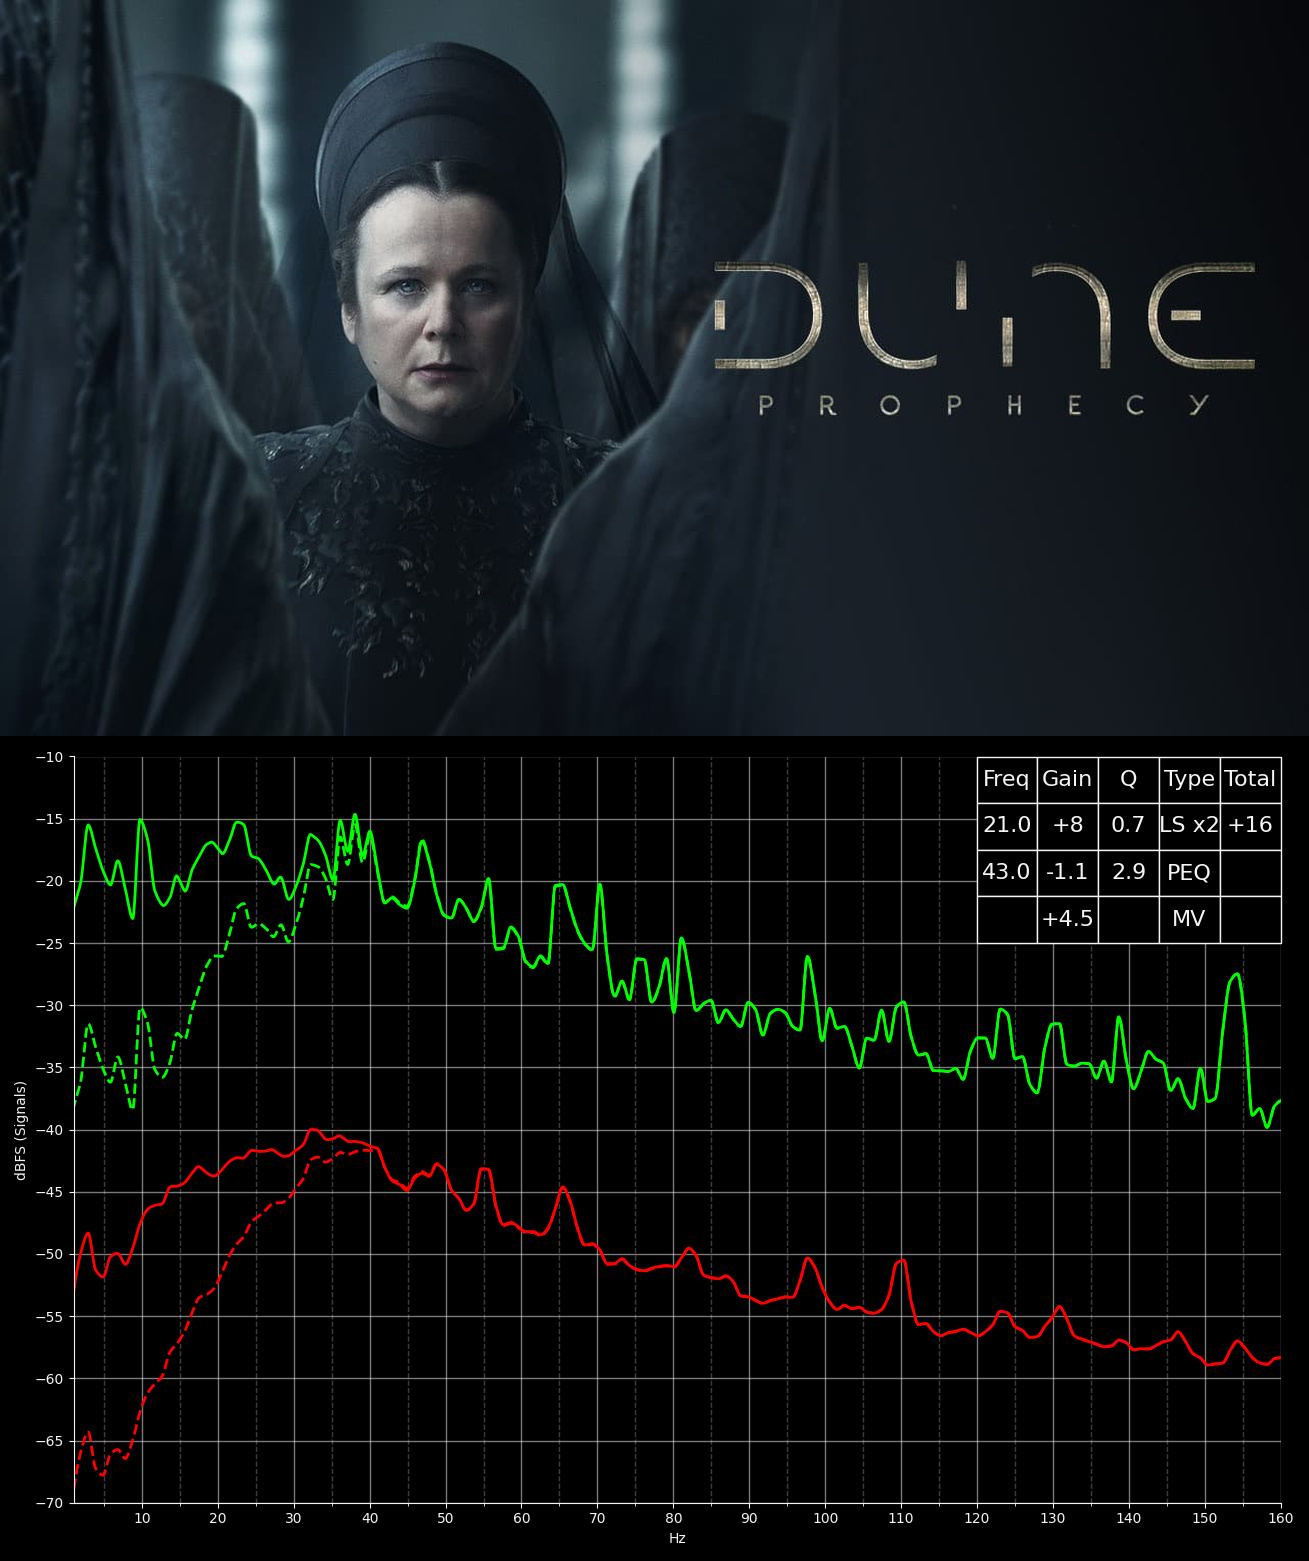 DUNE
PROPHECY
Freq Gain Q Type Total
21.0 +8 0.7 LS x2 +16
43.0 -1.1 2.9 PEQ
+4.5 MV
−10
−15
−20
−25
−30
−35
−40
−45
−50
−55
−60
−65
−70
dBFS (Signals)
10 20 30 40 50 60 70 80 90 100 110 120 130 140 150 160
Hz